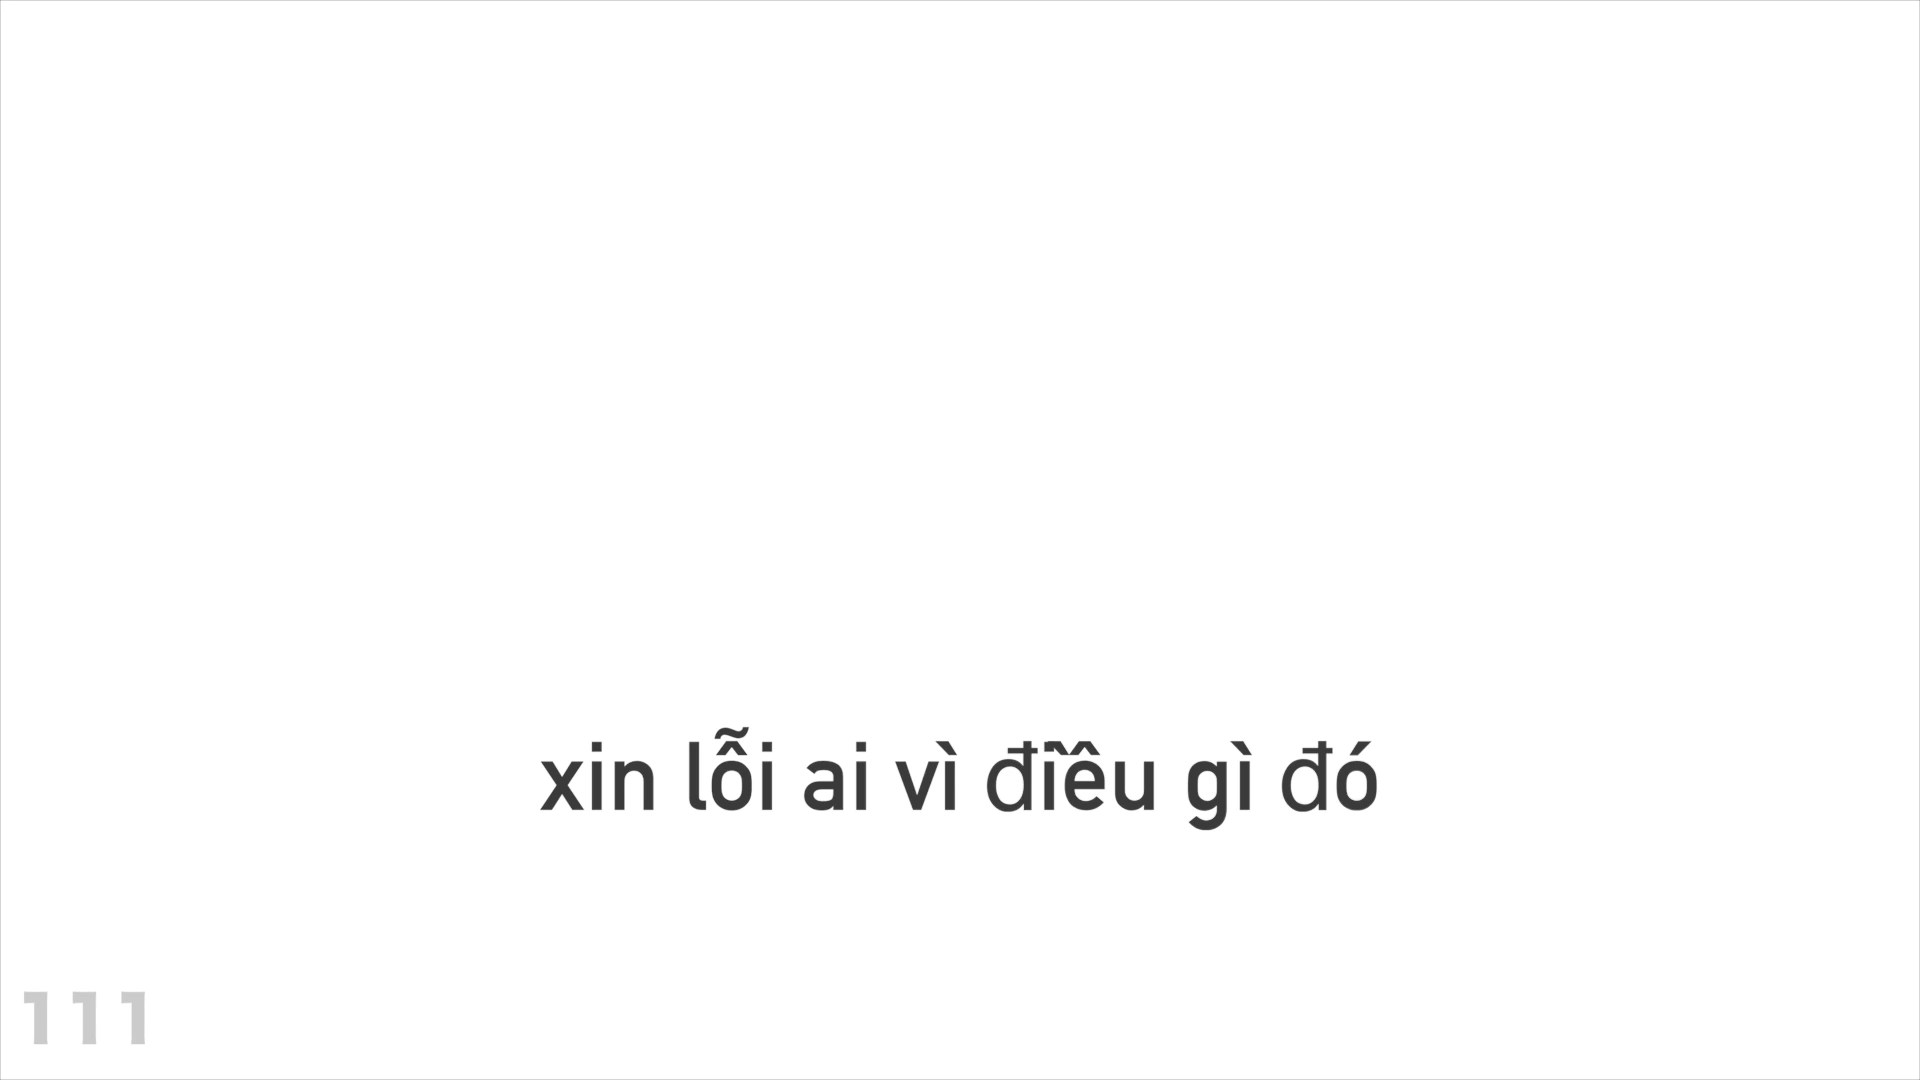 xin lỗi ai vì điều gì đó
111